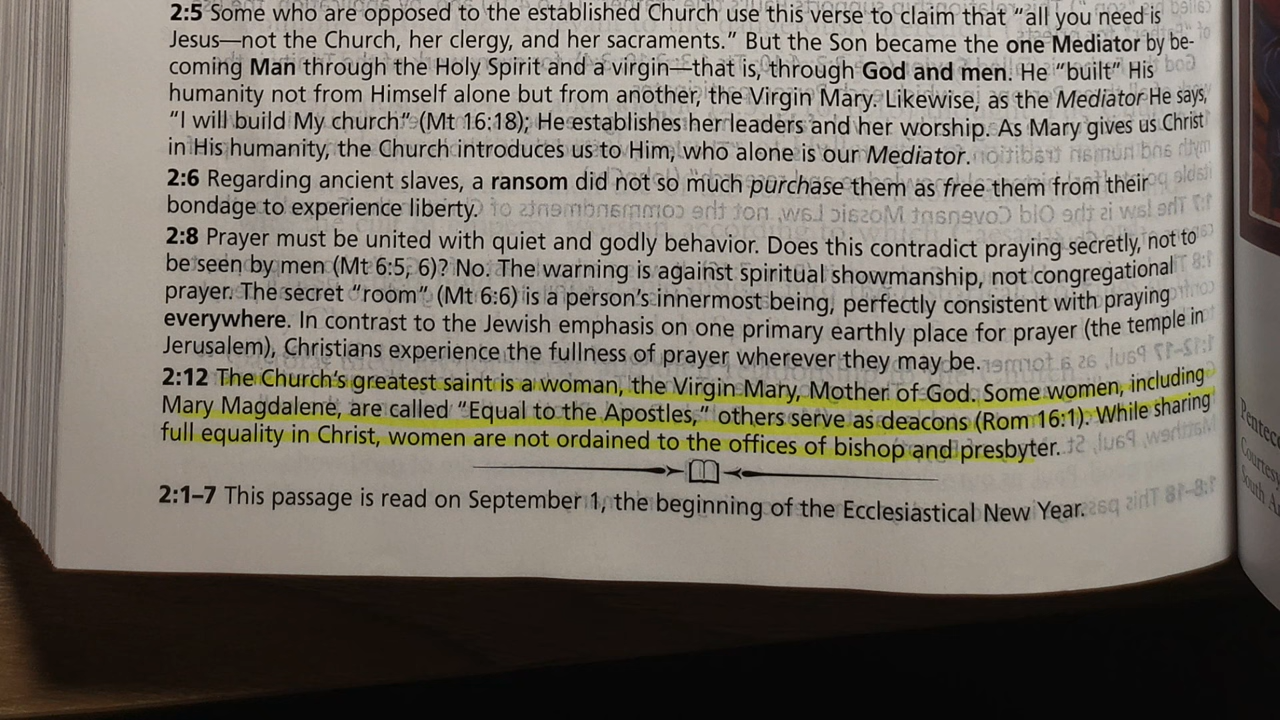 2:5 Some who are opposed to the established Church use this verse to claim that “all you need is
Jesus—not the Church, her clergy, and her sacraments.” But the Son became the one Mediator by be-
coming Man through the Holy Spirit and a virgin—that is, through God and men. He “built” His
humanity not from Himself alone but from another, the Virgin Mary. Likewise, as the Mediator He says,
“I will build My church” (Mt 16:18); He establishes her leaders and her worship. As Mary gives us Christ
in His humanity, the Church introduces us to Him, who alone is our Mediator.
2:6 Regarding ancient slaves, a ransom did not so much purchase them as free them from their
bondage to experience liberty.
2:8 Prayer must be united with quiet and godly behavior. Does this contradict praying secretly, not to
be seen by men (Mt 6:5, 6)? No. The warning is against spiritual showmanship, not congregational
prayer. The secret “room” (Mt 6:6) is a person’s innermost being, perfectly consistent with praying
everywhere. In contrast to the Jewish emphasis on one primary earthly place for prayer (the temple in
Jerusalem), Christians experience the fullness of prayer wherever they may be.
2:12 The Church’s greatest saint is a woman, the Virgin Mary, Mother of God. Some women, including
Mary Magdalene, are called “Equal to the Apostles,” others serve as deacons (Rom 16:1). While sharing
full equality in Christ, women are not ordained to the offices of bishop and presbyter.
2:1–7 This passage is read on September 1, the beginning of the Ecclesiastical New Year.